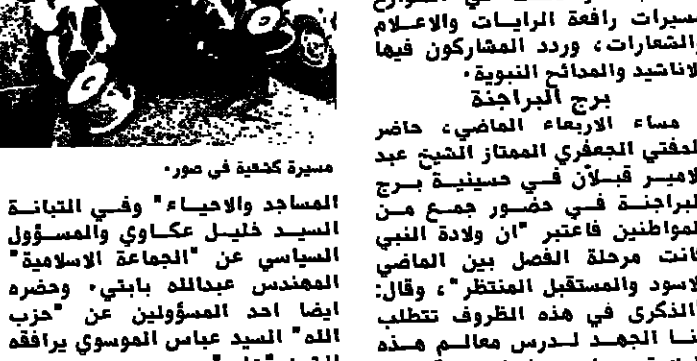 مسيرات رافعة الرايات والاعلام
والشعارات، وردد المشاركون فيها
الاناشيد والمدائح النبوية.
برج البراجنة
مساء الاربعاء الماضي، حاضر
المفتي الجعفري الممتاز الشيخ عبد
الامير قبلان في حسينية برج
البراجنة في حضور جمع من
المواطنين فاعتبر "ان ولادة النبي
كانت مرحلة الفصل بين الماضي
الاسود والمستقبل المنتظر"، وقال:
الذكرى في هذه الظروف تتطلب
منا الجهد لدرس معالم هذه
مسيرة كشفية في صور.
المساجد والاحياء" وفي التبانة
السيد خليل عكاوي والمسؤول
السياسي عن "الجماعة الاسلامية"
المهندس عبدالله بابتي. وحضره
ايضا احد المسؤولين عن "حزب
الله" السيد عباس الموسوي يرافقه